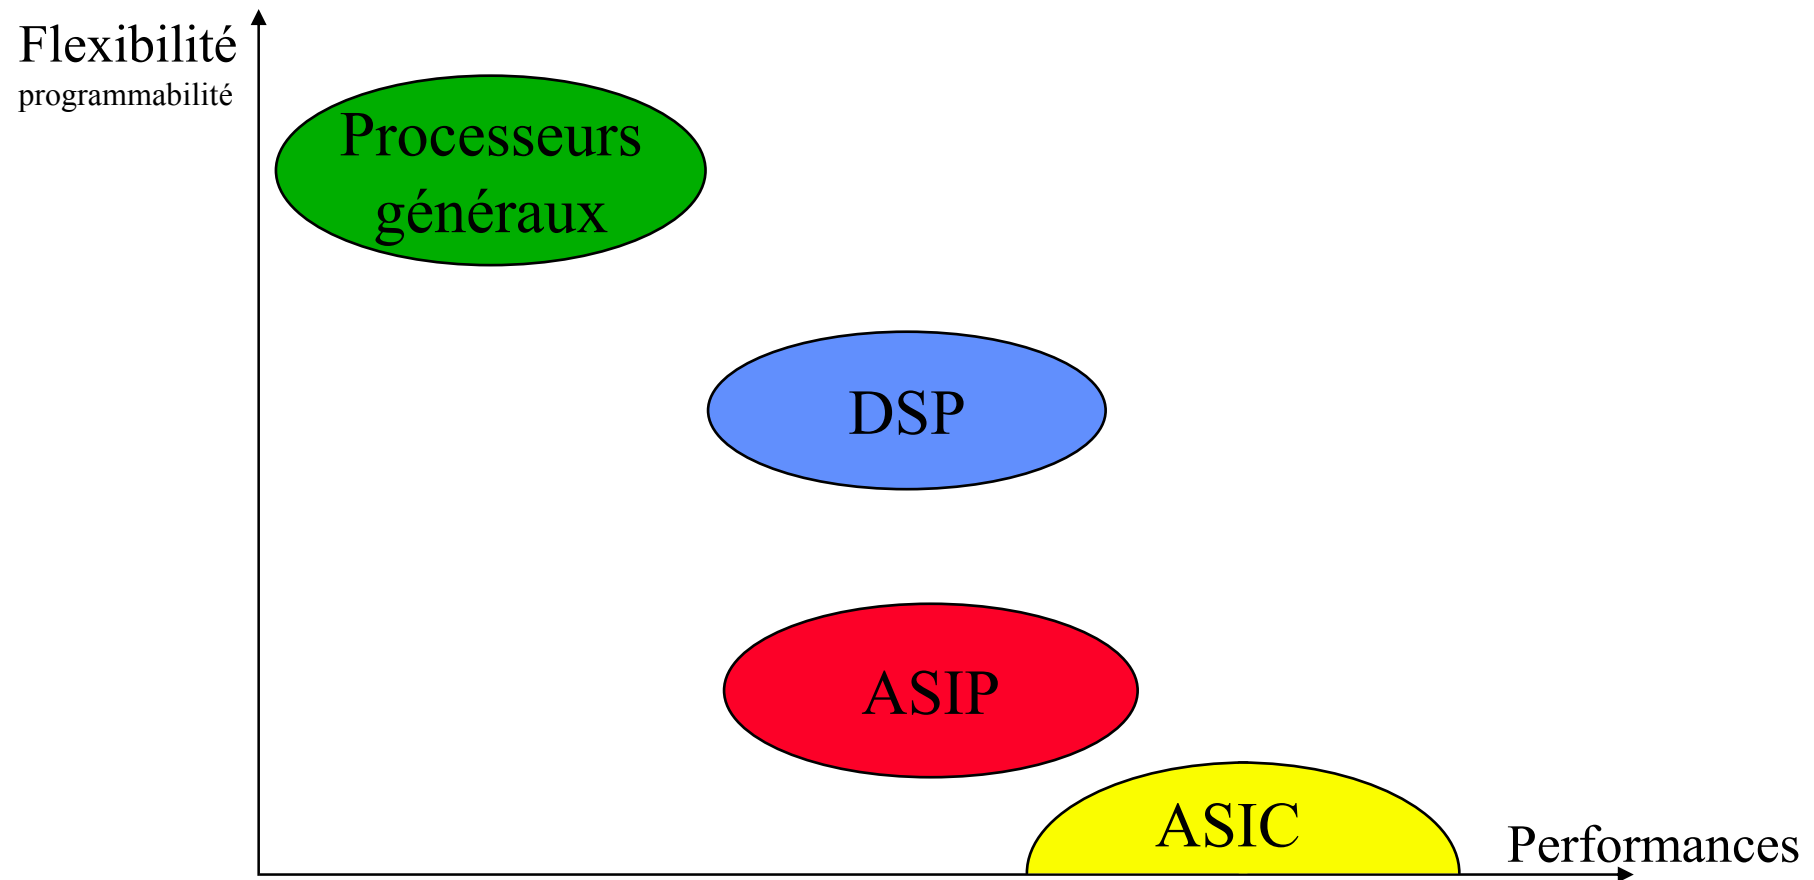 Flexibilité
programmabilité
Processeurs
généraux
DSP
ASIP
ASIC
Performances